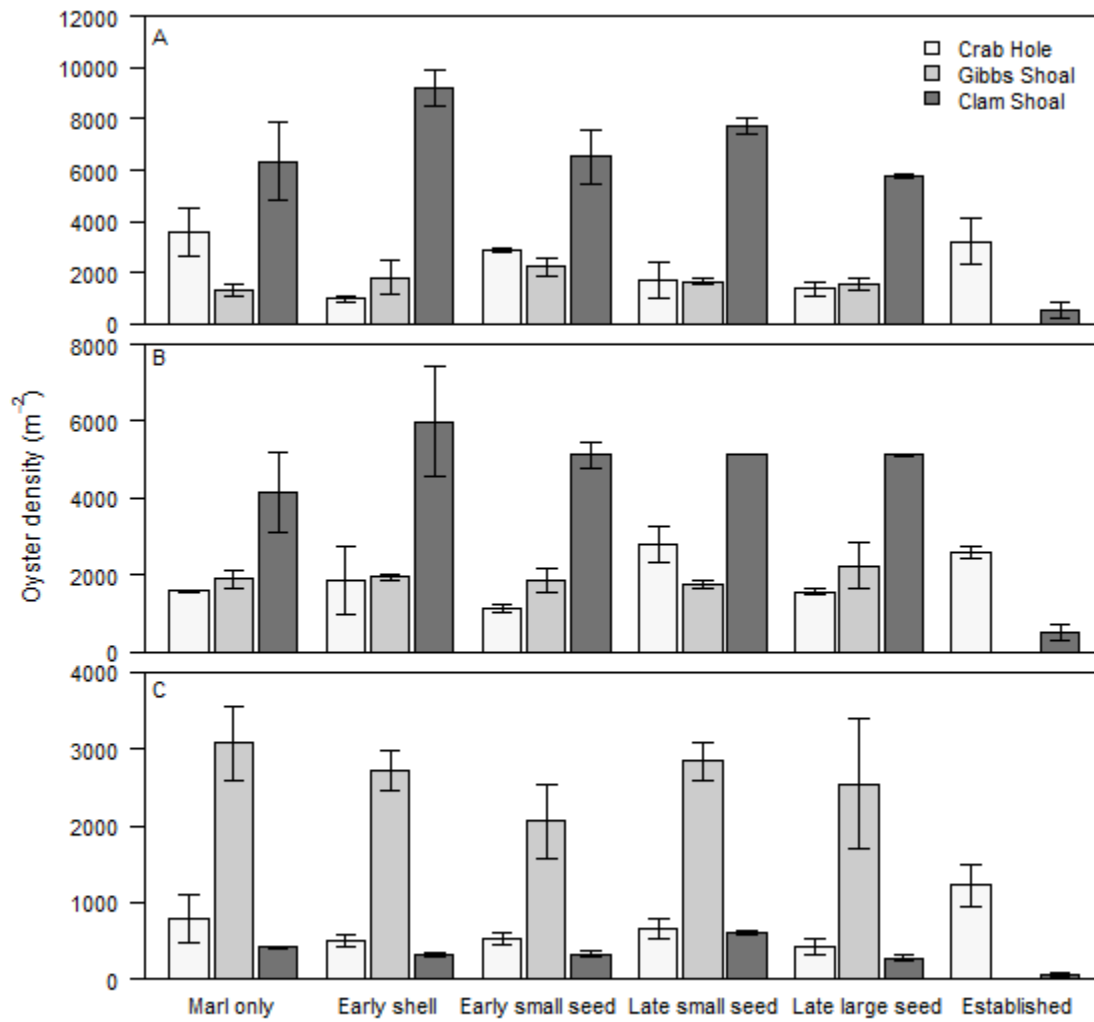 12000
10000
8000
6000
4000
2000
0
A
Crab Hole
Gibbs Shoal
Clam Shoal
8000
6000
4000
2000
0
B
Oyster density (m⁻²)
4000
3000
2000
1000
0
C
Marl only Early shell Early small seed Late small seed Late large seed Established